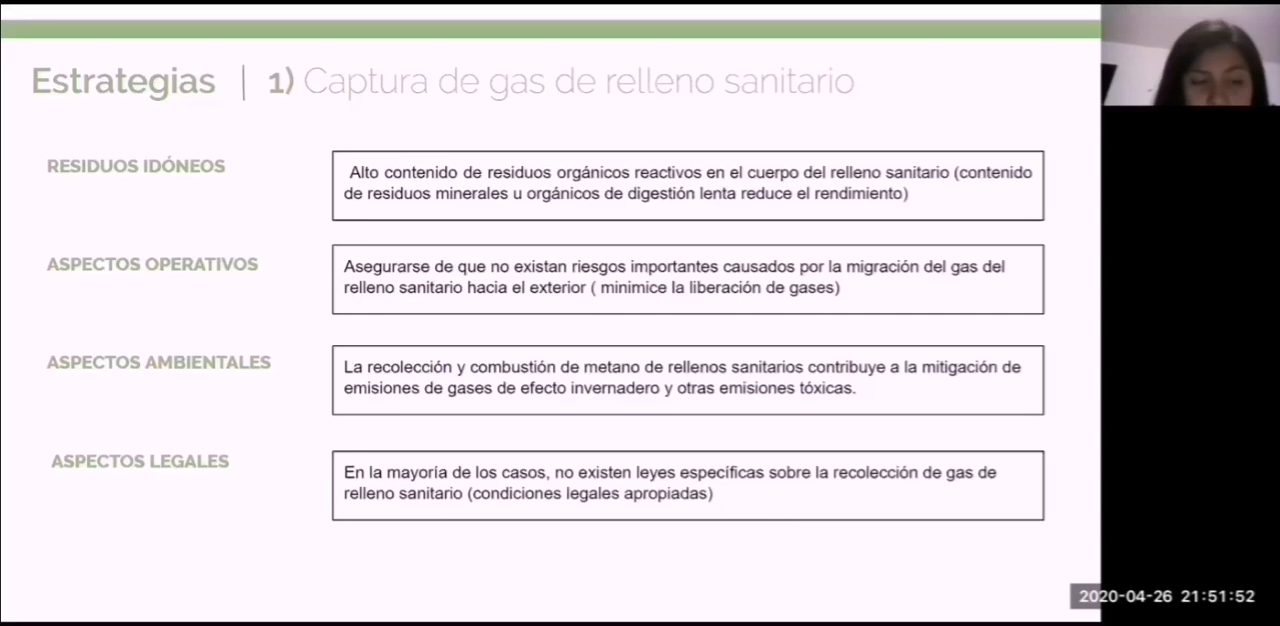 Estrategias | 1) Captura de gas de relleno sanitario
RESIDUOS IDÓNEOS
Alto contenido de residuos orgánicos reactivos en el cuerpo del relleno sanitario (contenido
de residuos minerales u orgánicos de digestión lenta reduce el rendimiento)
ASPECTOS OPERATIVOS
Asegurarse de que no existan riesgos importantes causados por la migración del gas del
relleno sanitario hacia el exterior ( minimice la liberación de gases)
ASPECTOS AMBIENTALES
La recolección y combustión de metano de rellenos sanitarios contribuye a la mitigación de
emisiones de gases de efecto invernadero y otras emisiones tóxicas.
ASPECTOS LEGALES
En la mayoría de los casos, no existen leyes específicas sobre la recolección de gas de
relleno sanitario (condiciones legales apropiadas)
2020-04-26 21:51:52